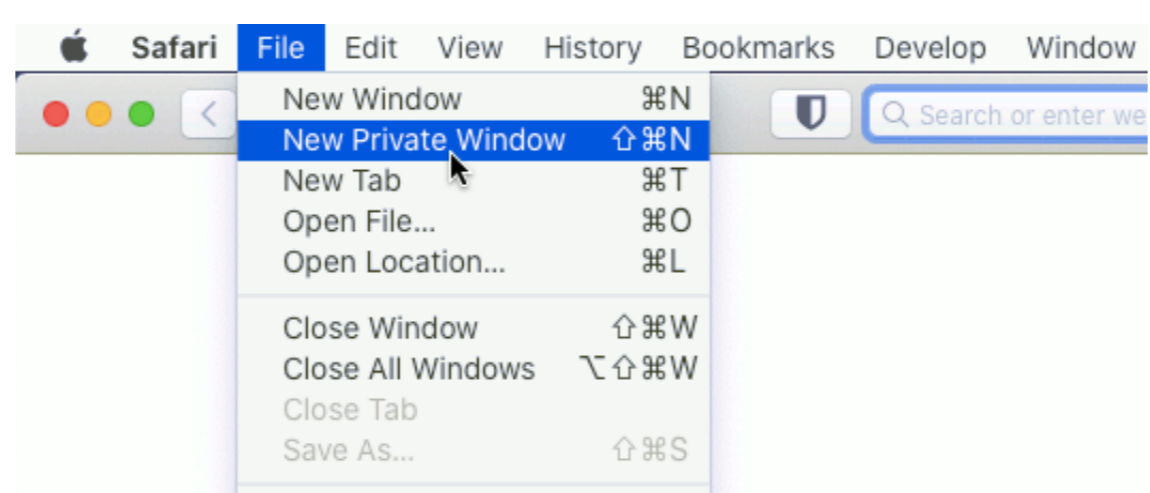 Safari File Edit View History Bookmarks Develop Window
New Window ⌘N
Search or enter we
New Private Window ⇧⌘N
New Tab ⌘T
Open File... ⌘O
Open Location... ⌘L
Close Window ⇧⌘W
Close All Windows ⌥⇧⌘W
Close Tab
Save As... ⇧⌘S